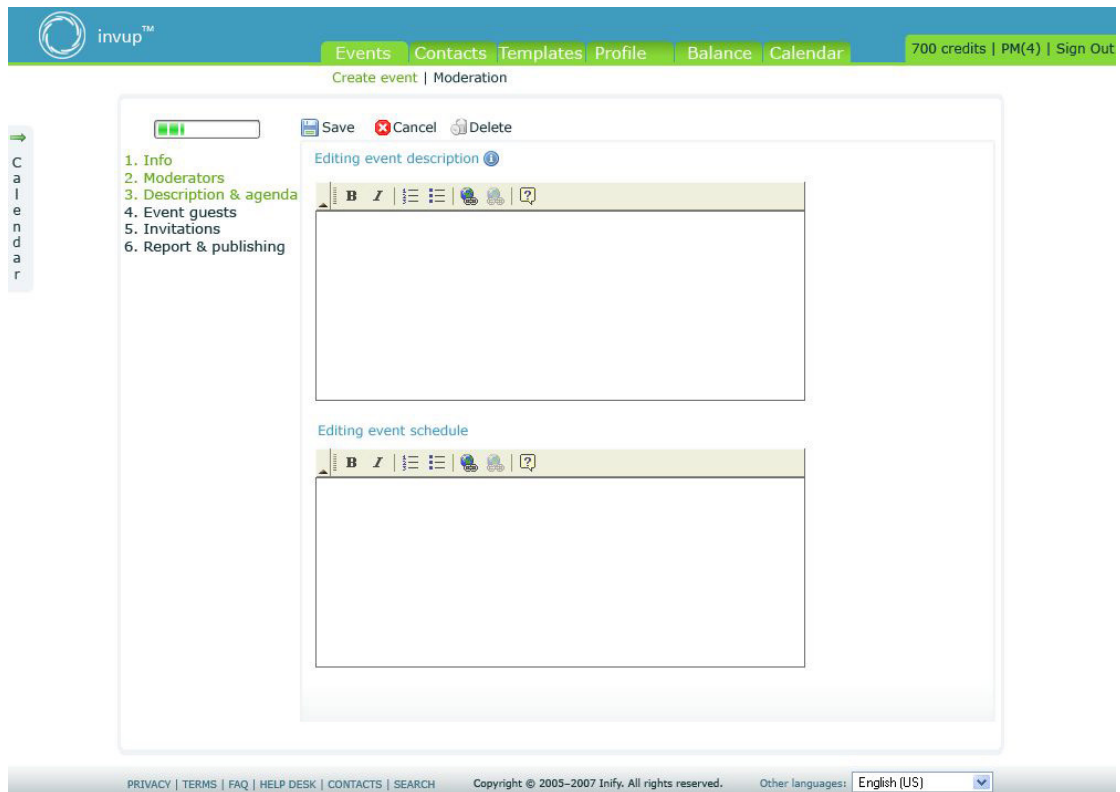 invup™
Events Contacts Templates Profile Balance Calendar
700 credits | PM(4) | Sign Out
Create event | Moderation
Calendar
Save Cancel Delete
1. Info
2. Moderators
3. Description & agenda
4. Event guests
5. Invitations
6. Report & publishing
Editing event description
B I
Editing event schedule
B I
PRIVACY | TERMS | FAQ | HELP DESK | CONTACTS | SEARCH Copyright © 2005–2007 Inify. All rights reserved. Other languages: English (US)